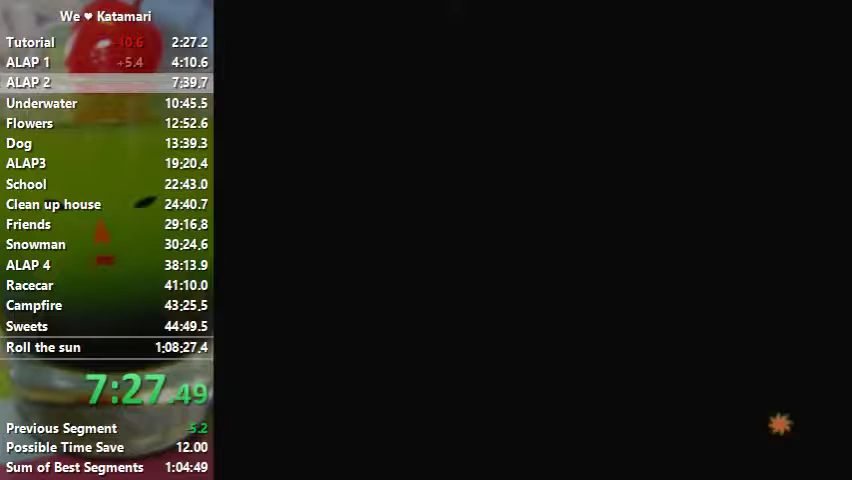 We ♥ Katamari
Tutorial -10.6 2:27.2
ALAP 1 +5.4 4:10.6
ALAP 2 7:39.7
Underwater 10:45.5
Flowers 12:52.6
Dog 13:39.3
ALAP3 19:20.4
School 22:43.0
Clean up house 24:40.7
Friends 29:16.8
Snowman 30:24.6
ALAP 4 38:13.9
Racecar 41:10.0
Campfire 43:25.5
Sweets 44:49.5
Roll the sun 1:08:27.4
7:27.49
Previous Segment -5.2
Possible Time Save 12.00
Sum of Best Segments 1:04:49